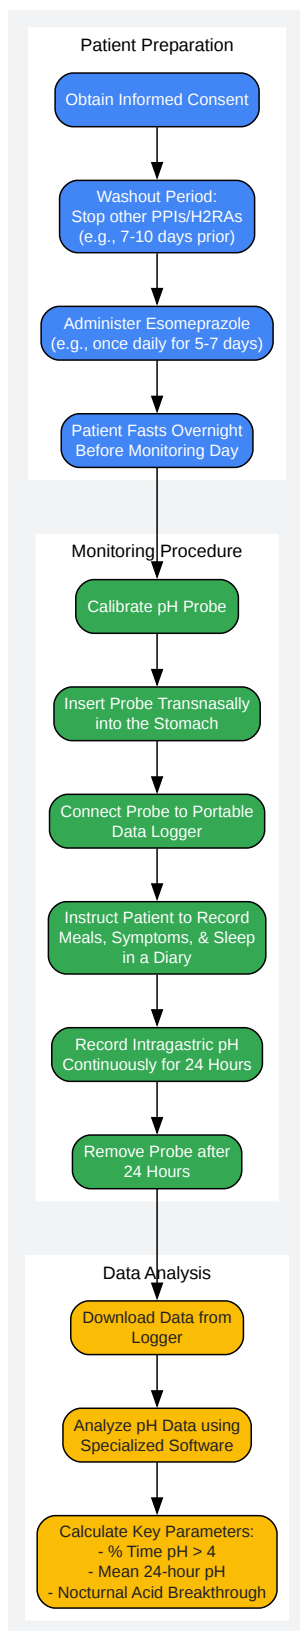 Patient Preparation
Obtain Informed Consent
Washout Period:
Stop other PPIs/H2RAs
(e.g., 7-10 days prior)
Administer Esomeprazole
(e.g., once daily for 5-7 days)
Patient Fasts Overnight
Before Monitoring Day
Monitoring Procedure
Calibrate pH Probe
Insert Probe Transnasally
into the Stomach
Connect Probe to Portable
Data Logger
Instruct Patient to Record
Meals, Symptoms, & Sleep
in a Diary
Record Intragastric pH
Continuously for 24 Hours
Remove Probe after
24 Hours
Data Analysis
Download Data from
Logger
Analyze pH Data using
Specialized Software
Calculate Key Parameters:
- % Time pH > 4
- Mean 24-hour pH
- Nocturnal Acid Breakthrough